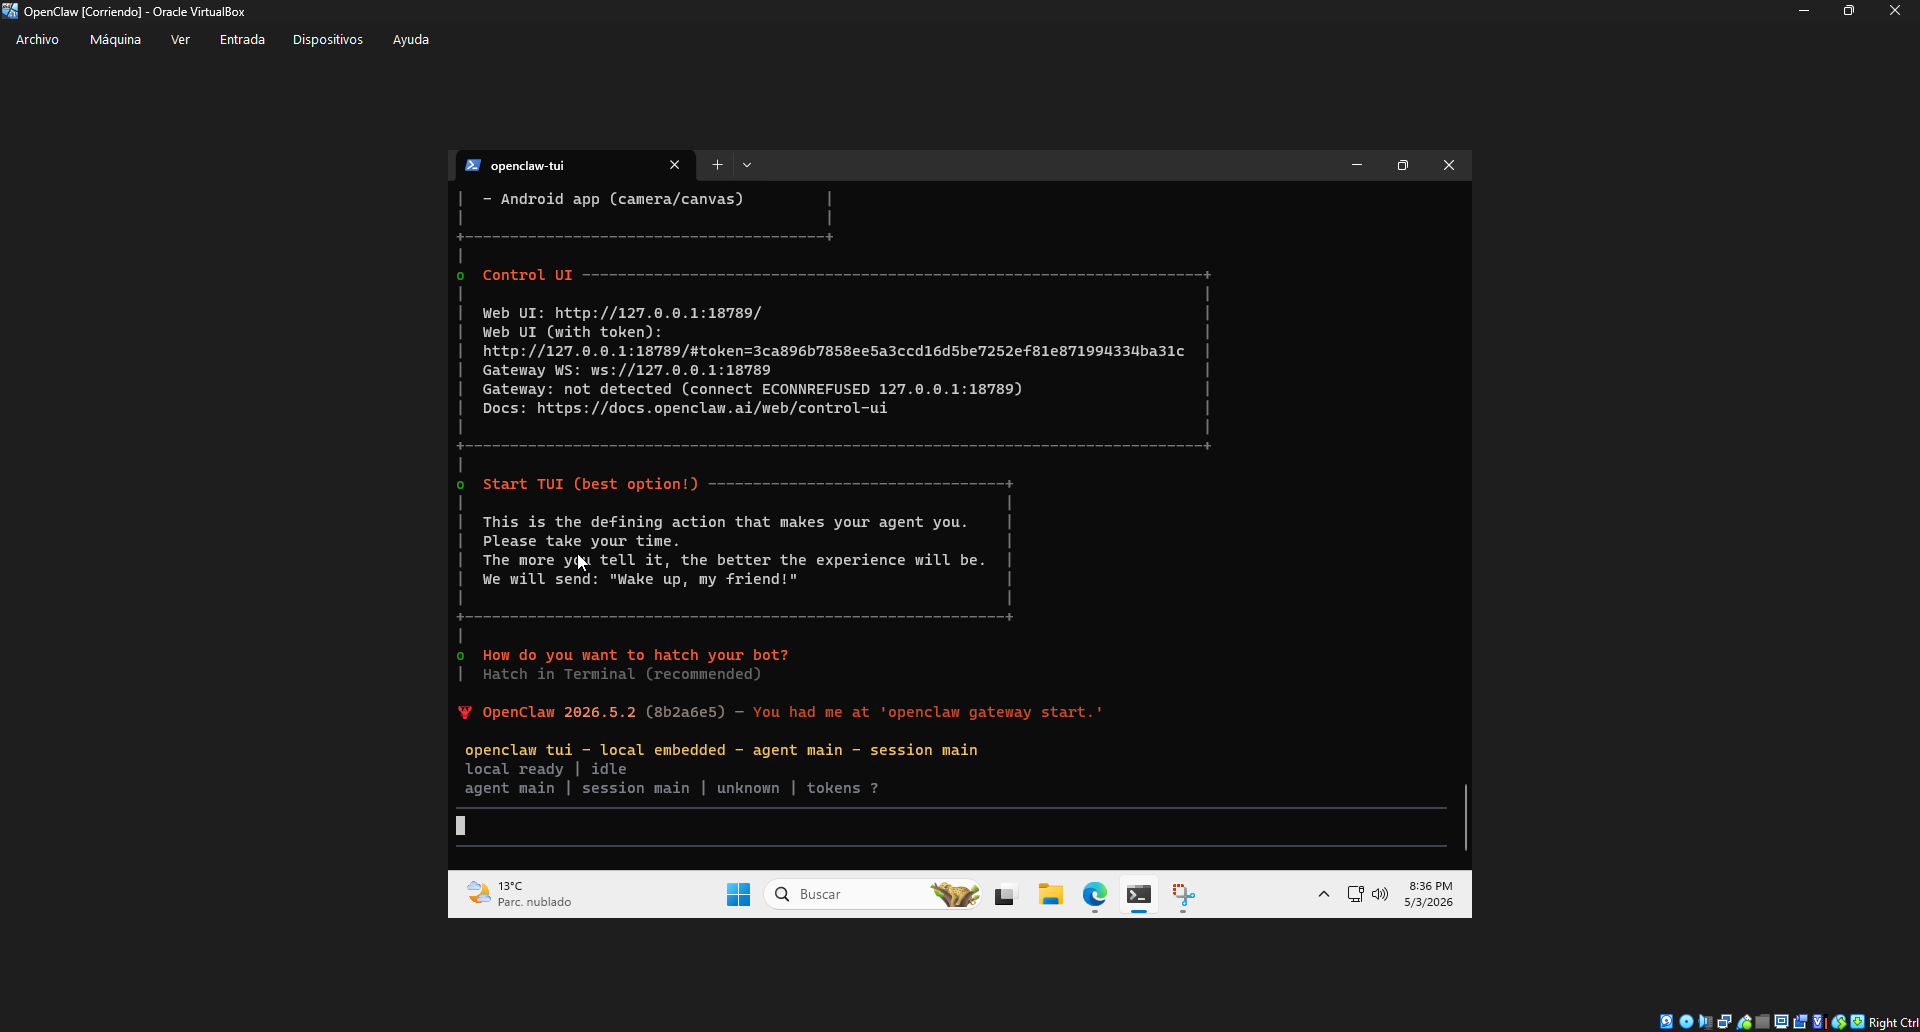 OpenClaw [Corriendo] - Oracle VirtualBox
Archivo Máquina Ver Entrada Dispositivos Ayuda
openclaw-tui
- Android app (camera/canvas)
Control UI
Web UI: http://127.0.0.1:18789/
Web UI (with token):
http://127.0.0.1:18789/#token=3ca896b7858ee5a3ccd16d5be7252ef81e871994334ba31c
Gateway WS: ws://127.0.0.1:18789
Gateway: not detected (connect ECONNREFUSED 127.0.0.1:18789)
Docs: https://docs.openclaw.ai/web/control-ui
Start TUI (best option!)
This is the defining action that makes your agent you.
Please take your time.
The more you tell it, the better the experience will be.
We will send: "Wake up, my friend!"
How do you want to hatch your bot?
Hatch in Terminal (recommended)
OpenClaw 2026.5.2 (8b2a6e5) — You had me at 'openclaw gateway start.'
openclaw tui - local embedded - agent main - session main
local ready | idle
agent main | session main | unknown | tokens ?
13°C
Parc. nublado
Buscar
8:36 PM
5/3/2026
Right Ctrl